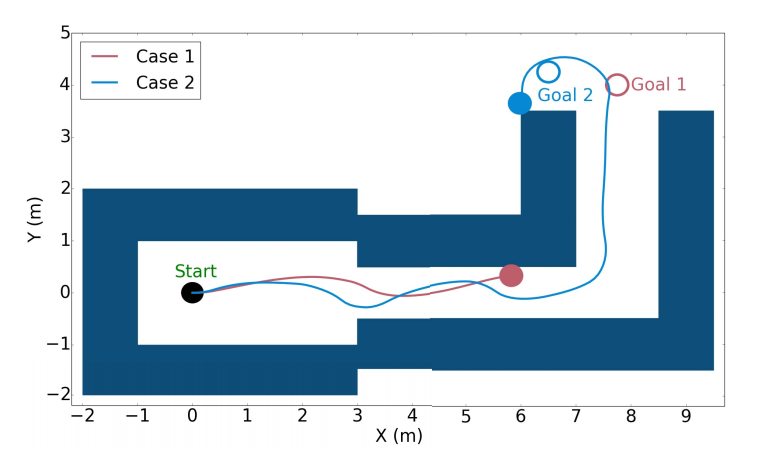 Case 1
Case 2
Goal 1
Goal 2
Start
Y (m)
5
4
3
2
1
0
−1
−2
−2 −1 0 1 2 3 4 5 6 7 8 9
X (m)